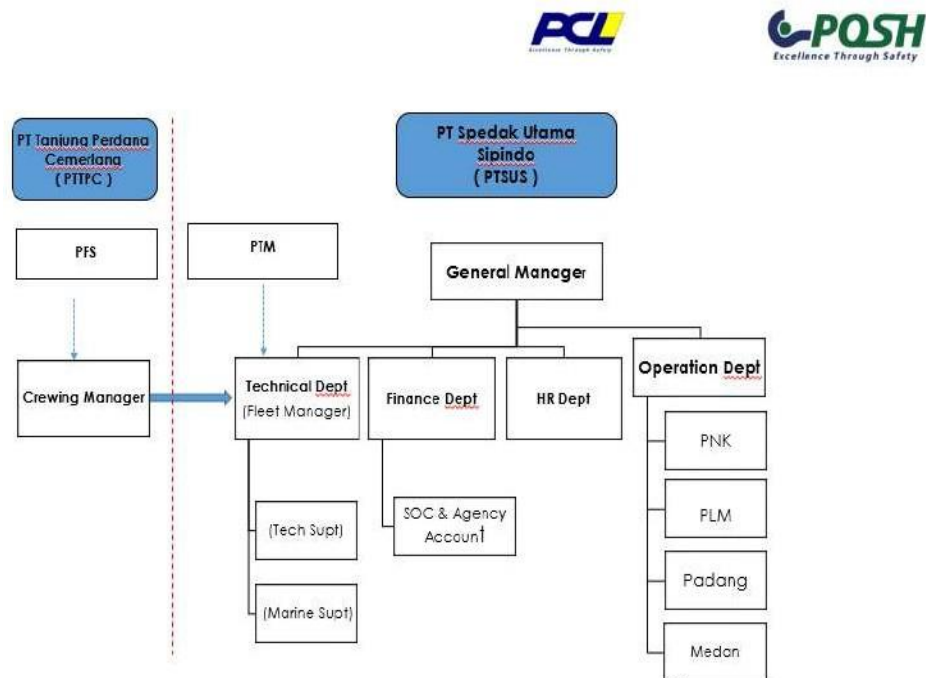 PCL
Excellence Through Safety
POSH
Excellence Through Safety
PT Tanjung Perdana
Cemerlang
( PTTPC )
PT Spedak Utama
Sipindo
( PTSUS )
PFS
PTM
General Manager
Crewing Manager
Technical Dept
(Fleet Manager)
Finance Dept
HR Dept
Operation Dept
(Tech Supt)
(Marine Supt)
SOC & Agency
Account
PNK
PLM
Padang
Medan